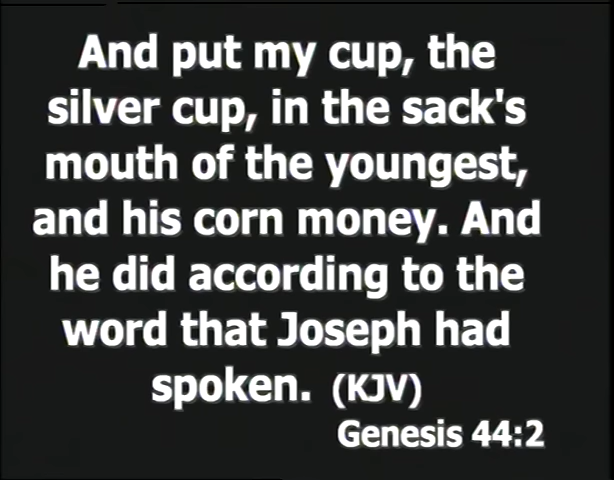 And put my cup, the
silver cup, in the sack's
mouth of the youngest,
and his corn money. And
he did according to the
word that Joseph had
spoken. (KJV)
Genesis 44:2